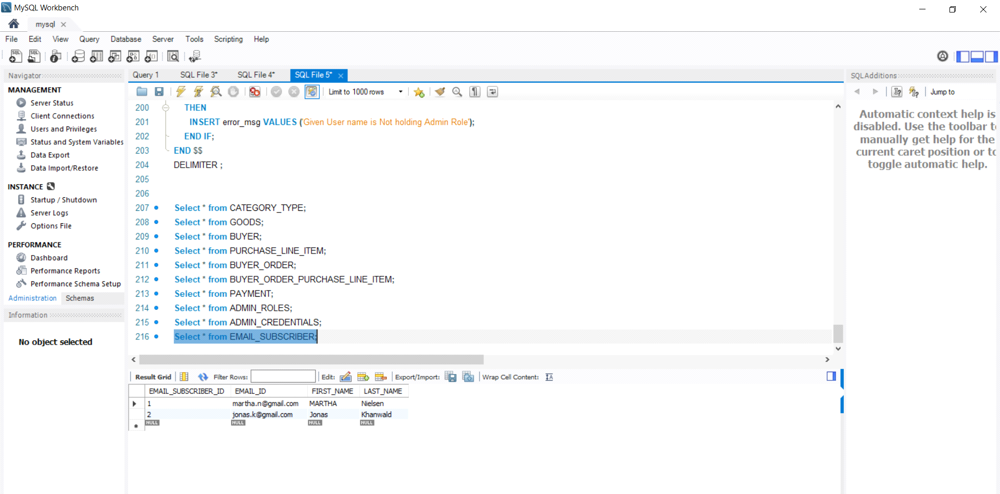 MySQL Workbench
mysql
File Edit View Query Database Server Tools Scripting Help
Navigator
MANAGEMENT
Server Status
Client Connections
Users and Privileges
Status and System Variables
Data Export
Data Import/Restore
INSTANCE
Startup / Shutdown
Server Logs
Options File
PERFORMANCE
Dashboard
Performance Reports
Performance Schema Setup
Administration Schemas
Information
No object selected
Query 1 SQL File 3* SQL File 4* SQL File 5*
Limit to 1000 rows
200 THEN
201 INSERT error_msg VALUES ('Given User name is Not holding Admin Role');
202 END IF;
203 END $$
204 DELIMITER ;
205
206
207 Select * from CATEGORY_TYPE;
208 Select * from GOODS;
209 Select * from BUYER;
210 Select * from PURCHASE_LINE_ITEM;
211 Select * from BUYER_ORDER;
212 Select * from BUYER_ORDER_PURCHASE_LINE_ITEM;
213 Select * from PAYMENT;
214 Select * from ADMIN_ROLES;
215 Select * from ADMIN_CREDENTIALS;
216 Select * from EMAIL_SUBSCRIBER;
Result Grid Filter Rows: Edit: Export/Import: Wrap Cell Content:
EMAIL_SUBSCRIBER_ID EMAIL_ID FIRST_NAME LAST_NAME
1 martha.n@gmail.com MARTHA Nielsen
2 jonas.k@gmail.com Jonas Khanwald
NULL NULL NULL NULL
SQLAdditions
Jump to
Automatic context help is
disabled. Use the toolbar t
manually get help for the
current caret position or to
toggle automatic help.